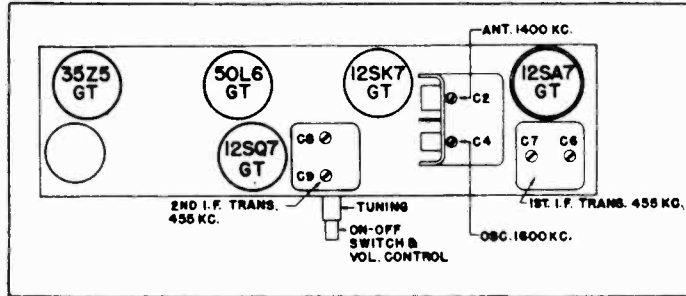 ANT. 1400 KC.
35Z5
GT
50L6
GT
12SK7
GT
12SA7
GT
C2
C4
12SQ7
GT
C8
C9
C7 C6
2ND I.F. TRANS.
455 KC.
TUNING
ON-OFF
SWITCH &
VOL. CONTROL
1ST. I.F. TRANS. 455 KC.
OSC. 1600 KC.